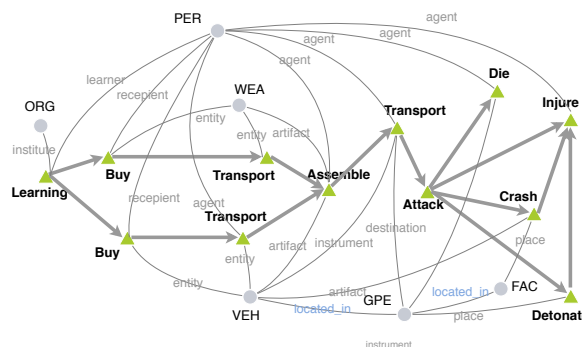 PER
agent
agent
agent
agent
Die
learner
recepient
WEA
ORG
entity
Transport
Injure
entity
artifact
institute
Learning
Buy
Transport
Assemble
recepient
agent
Transport
Attack
Crash
destination
Buy
artifact
instrument
place
entity
entity
artifact
located_in
FAC
VEH
located_in
GPE
place
Detonat
instrument